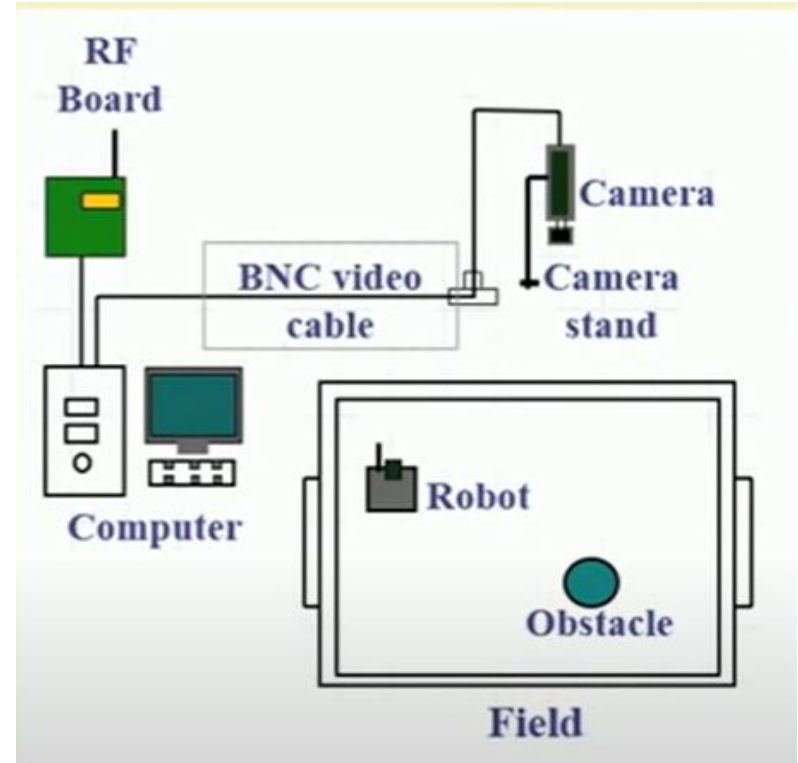 RF
Board
Camera
BNC video
cable
Camera
stand
Computer
Robot
Obstacle
Field